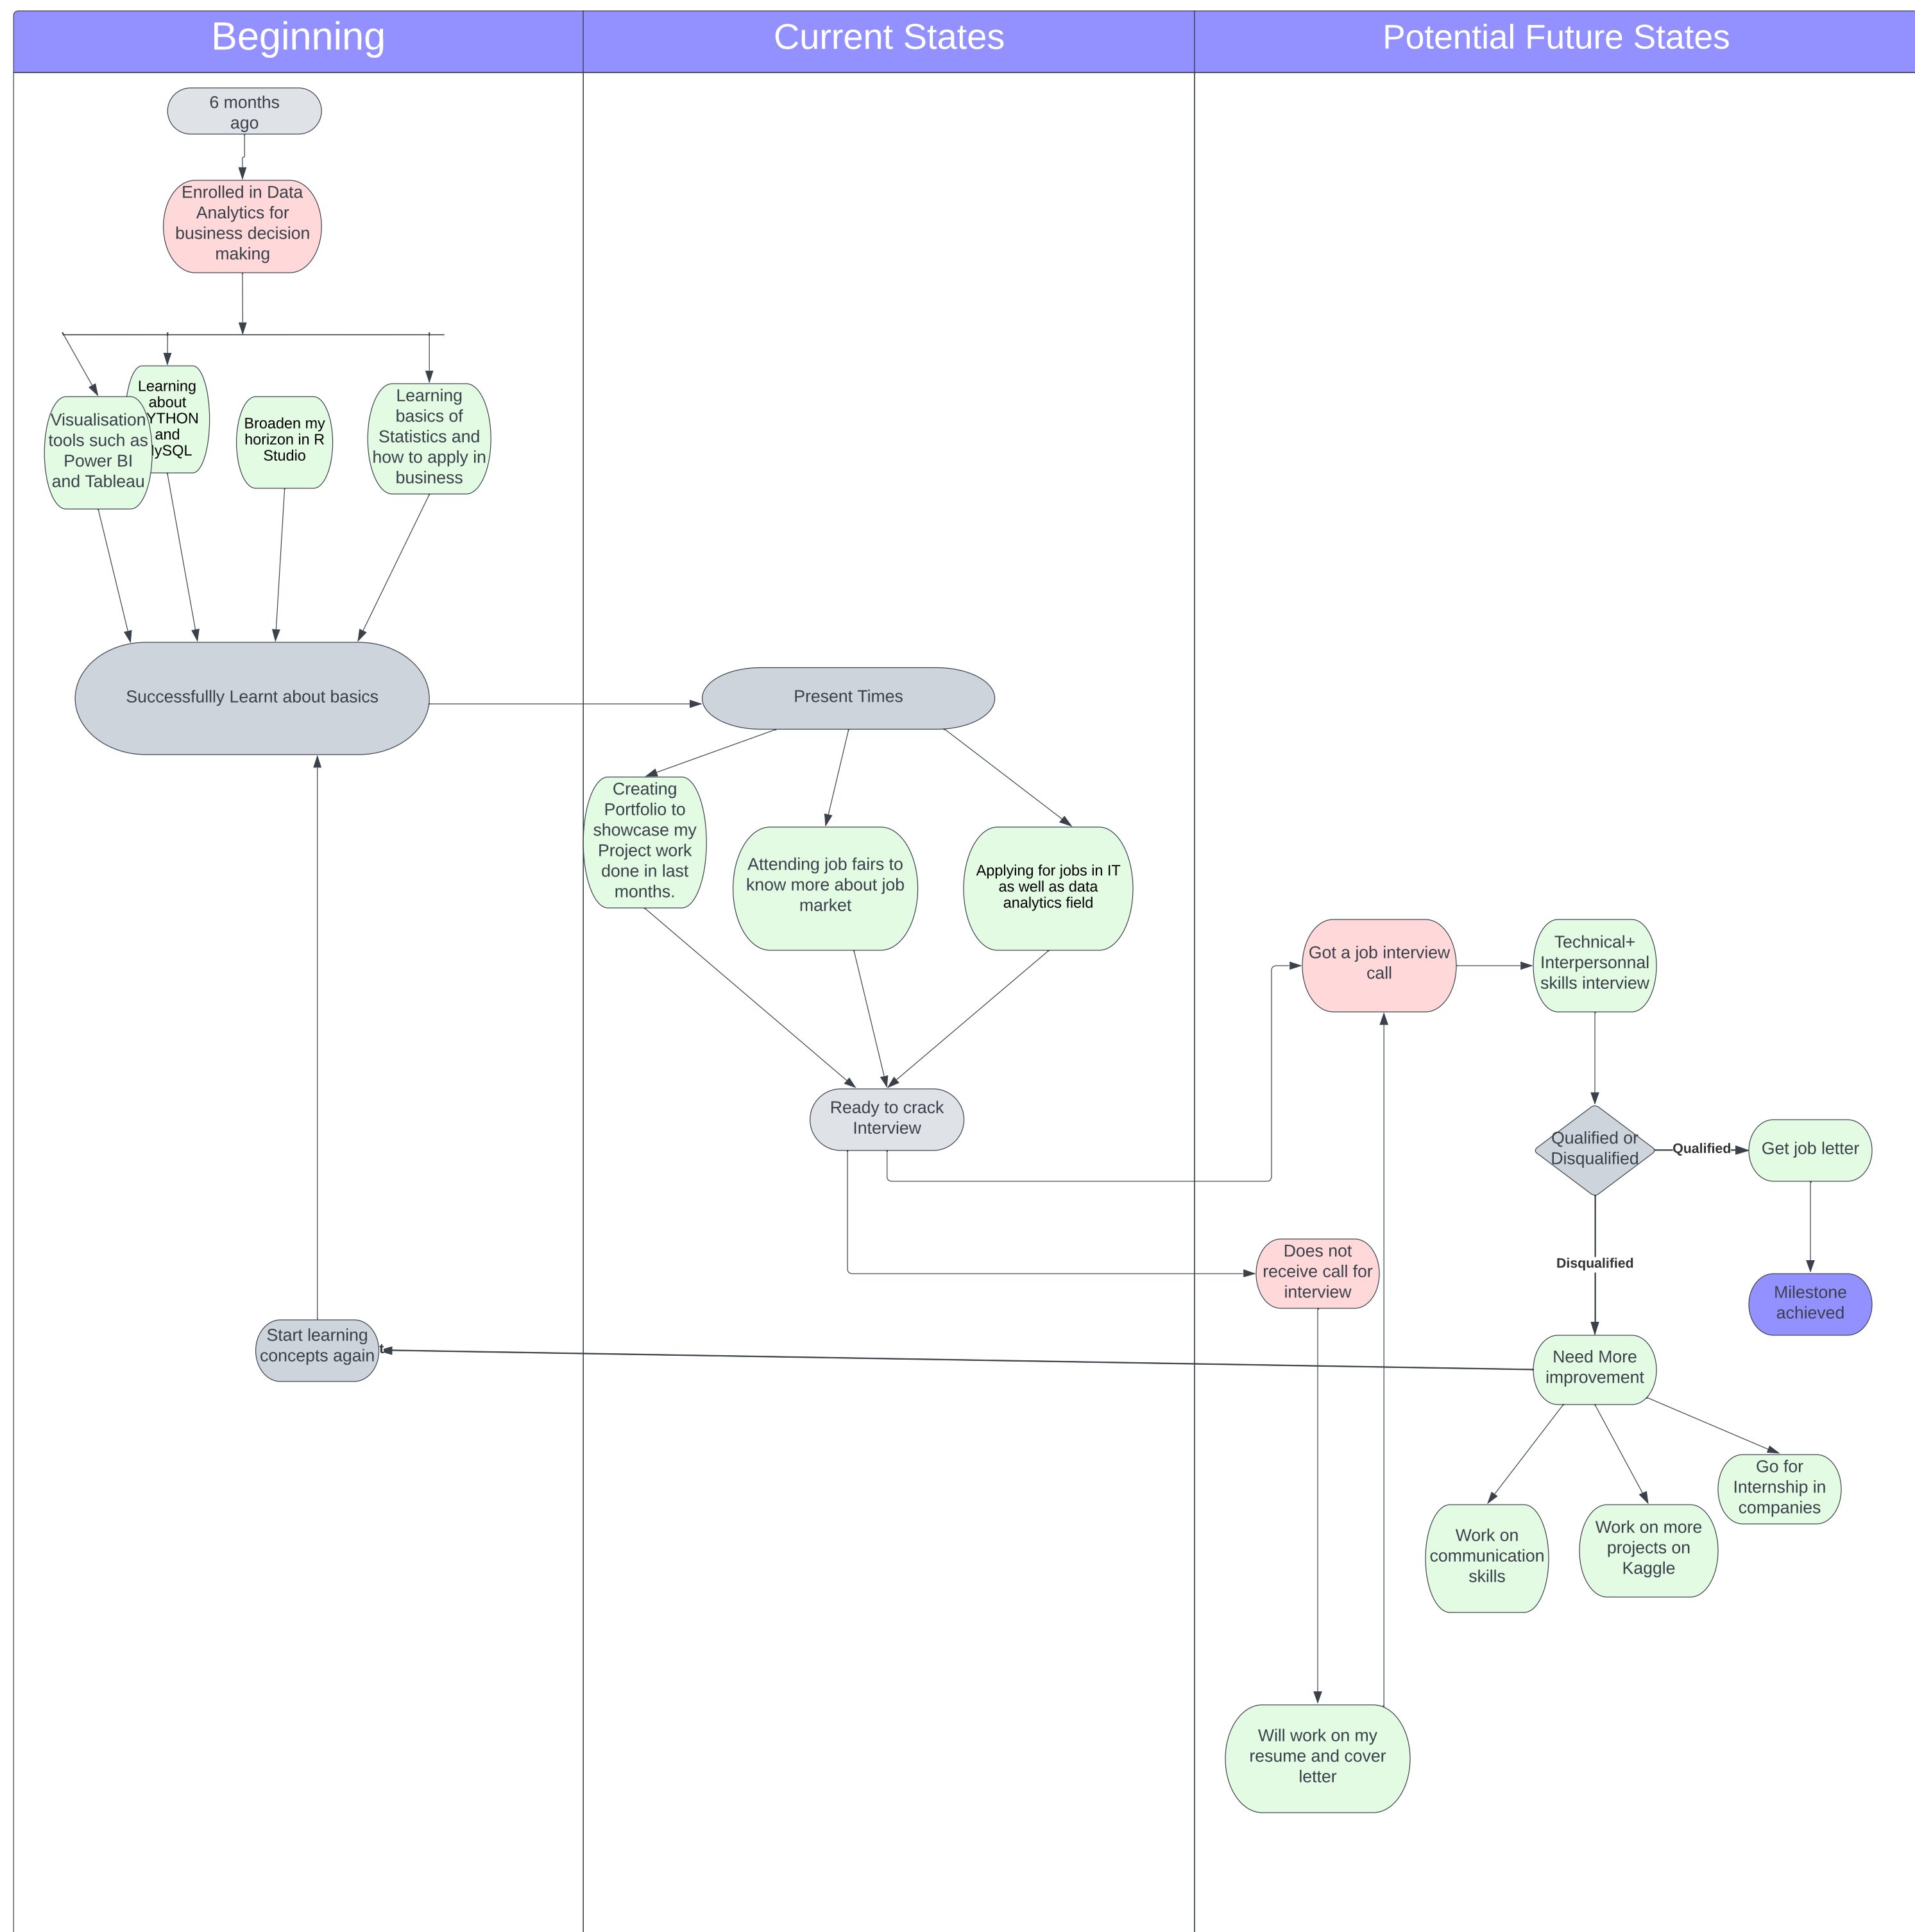 Beginning
Current States
Potential Future States
6 months
ago
Enrolled in Data
Analytics for
business decision
making
Visualisation
tools such as
Power BI
and Tableau
Learning
about
YTHON
and
ySQL
Broaden my
horizon in R
Studio
Learning
basics of
Statistics and
how to apply in
business
Successfullly Learnt about basics
Present Times
Creating
Portfolio to
showcase my
Project work
done in last
months.
Attending job fairs to
know more about job
market
Applying for jobs in IT
as well as data
analytics field
Ready to crack
Interview
Got a job interview
call
Technical+
Interpersonnal
skills interview
Qualified or
Disqualified
Qualified
Get job letter
Disqualified
Milestone
achieved
Does not
receive call for
interview
Start learning
concepts again
Need More
improvement
Go for
Internship in
companies
Work on
communication
skills
Work on more
projects on
Kaggle
Will work on my
resume and cover
letter